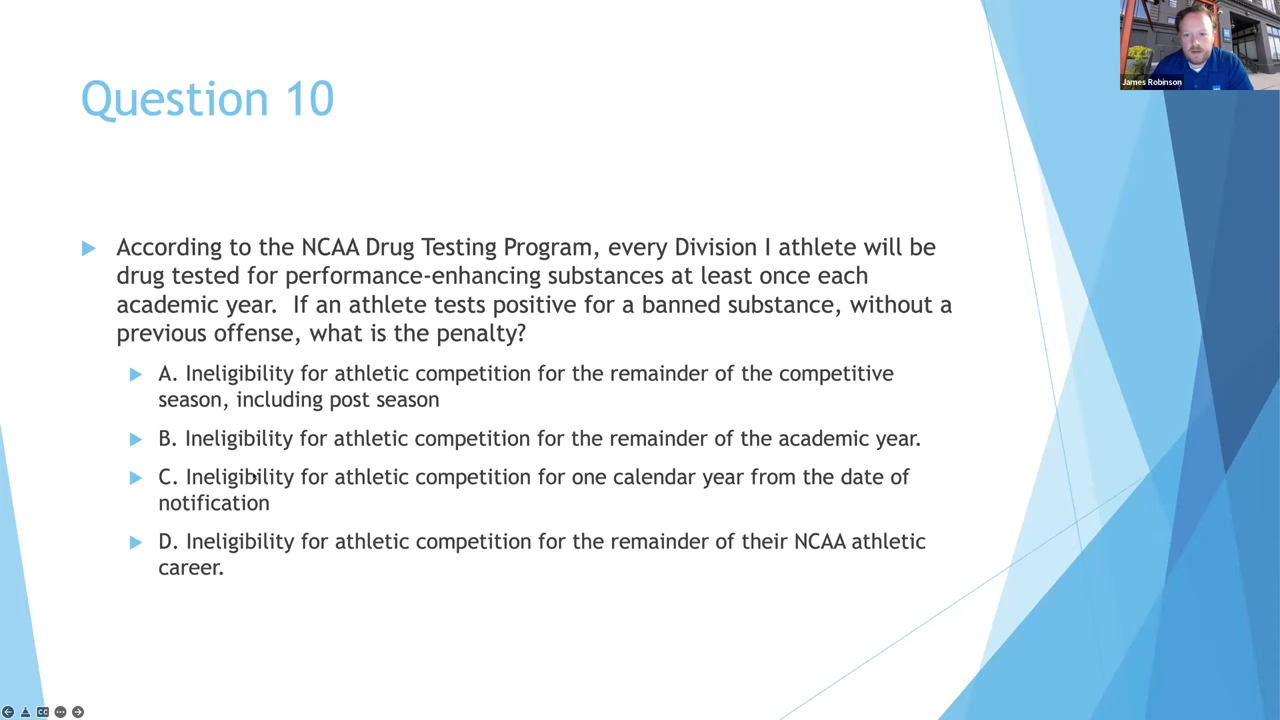 James Robinson
Question 10
According to the NCAA Drug Testing Program, every Division I athlete will be
drug tested for performance-enhancing substances at least once each
academic year.  If an athlete tests positive for a banned substance, without a
previous offense, what is the penalty?
A. Ineligibility for athletic competition for the remainder of the competitive
season, including post season
B. Ineligibility for athletic competition for the remainder of the academic year.
C. Ineligibility for athletic competition for one calendar year from the date of
notification
D. Ineligibility for athletic competition for the remainder of their NCAA athletic
career.
CC